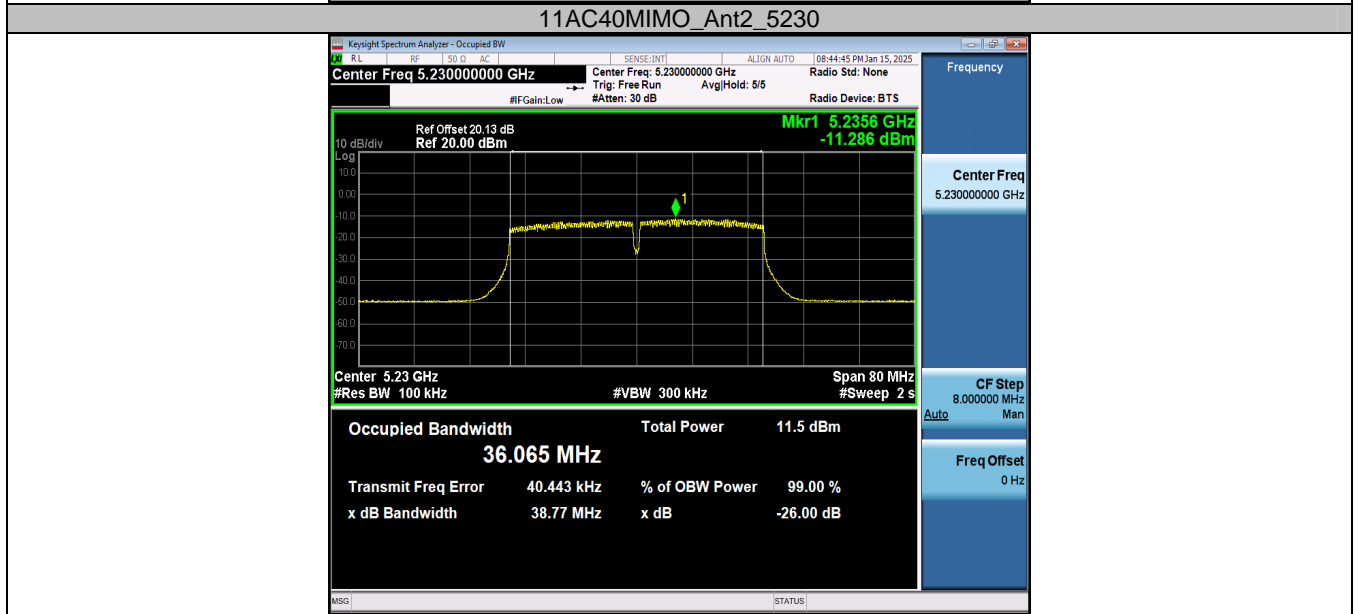 11AC40MIMO_Ant2_5230
Keysight Spectrum Analyzer - Occupied BW
LXI RL RF 50 Ω AC SENSE:INT ALIGN AUTO 08:44:45 PM Jan 15, 2025
Center Freq 5.230000000 GHz Center Freq: 5.230000000 GHz Radio Std: None
Trig: Free Run Avg|Hold: 5/5
#IFGain:Low #Atten: 30 dB Radio Device: BTS
Frequency
Mkr1 5.2356 GHz
-11.286 dBm
Ref Offset 20.13 dB
10 dB/div Ref 20.00 dBm
Log
10.0
0.00
-10.0
-20.0
-30.0
-40.0
-50.0
-60.0
-70.0
1
Center 5.23 GHz Span 80 MHz
#Res BW 100 kHz #VBW 300 kHz #Sweep 2 s
Occupied Bandwidth Total Power 11.5 dBm
36.065 MHz
Transmit Freq Error 40.443 kHz % of OBW Power 99.00 %
x dB Bandwidth 38.77 MHz x dB -26.00 dB
Center Freq
5.230000000 GHz
CF Step
8.000000 MHz
Auto Man
Freq Offset
0 Hz
MSG STATUS